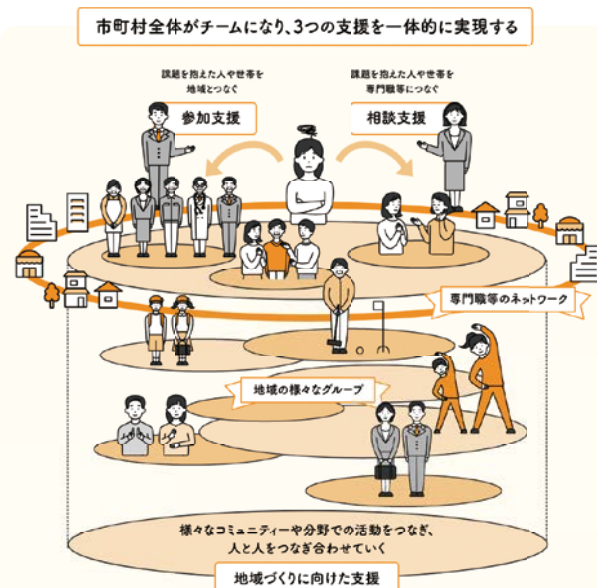 市町村全体がチームになり、3つの支援を一体的に実現する
課題を抱えた人や世帯を
地域とつなぐ
参加支援
課題を抱えた人や世帯を
専門職等につなぐ
相談支援
専門職等のネットワーク
地域の様々なグループ
様々なコミュニティーや分野での活動をつなぎ、
人と人をつなぎ合わせていく
地域づくりに向けた支援